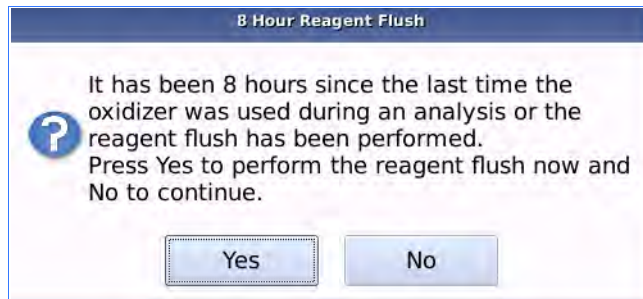 8 Hour Reagent Flush
It has been 8 hours since the last time the
oxidizer was used during an analysis or the
reagent flush has been performed.
Press Yes to perform the reagent flush now and
No to continue.
Yes No